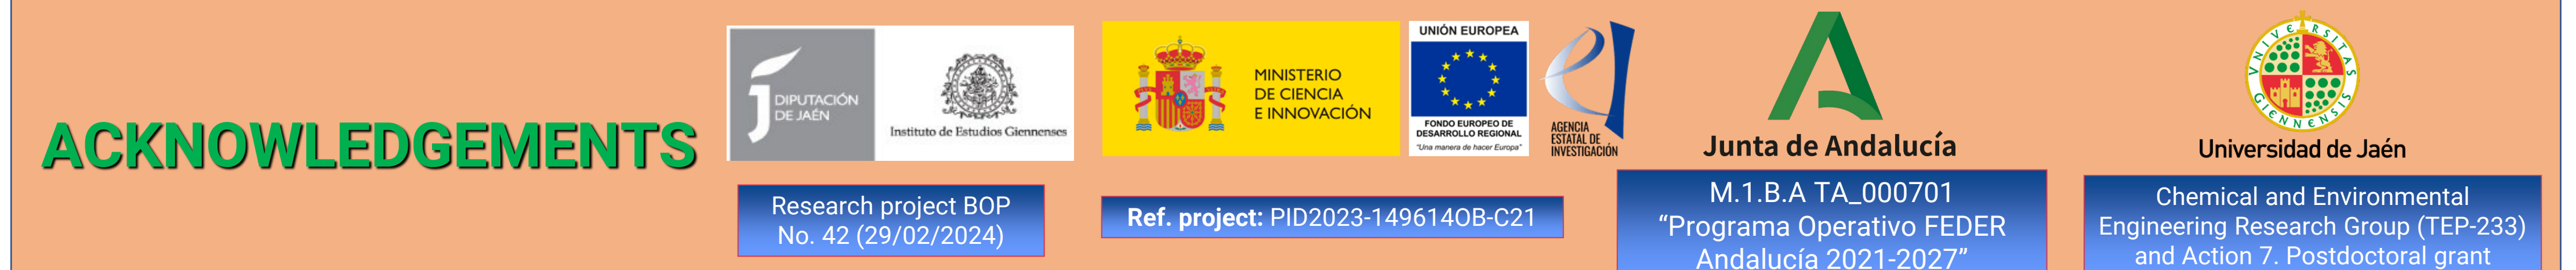 ACKNOWLEDGEMENTS
DIPUTACIÓN
DE JAÉN
Instituto de Estudios Giennenses
Research project BOP
No. 42 (29/02/2024)
MINISTERIO
DE CIENCIA
E INNOVACIÓN
UNIÓN EUROPEA
FONDO EUROPEO DE
DESARROLLO REGIONAL
"Una manera de hacer Europa"
AGENCIA
ESTATAL DE
INVESTIGACIÓN
Ref. project: PID2023-149614OB-C21
Junta de Andalucía
M.1.B.A TA_000701
“Programa Operativo FEDER
Andalucía 2021-2027”
UNIVERSITAS
GIENNENSIS
Universidad de Jaén
Chemical and Environmental
Engineering Research Group (TEP-233)
and Action 7. Postdoctoral grant